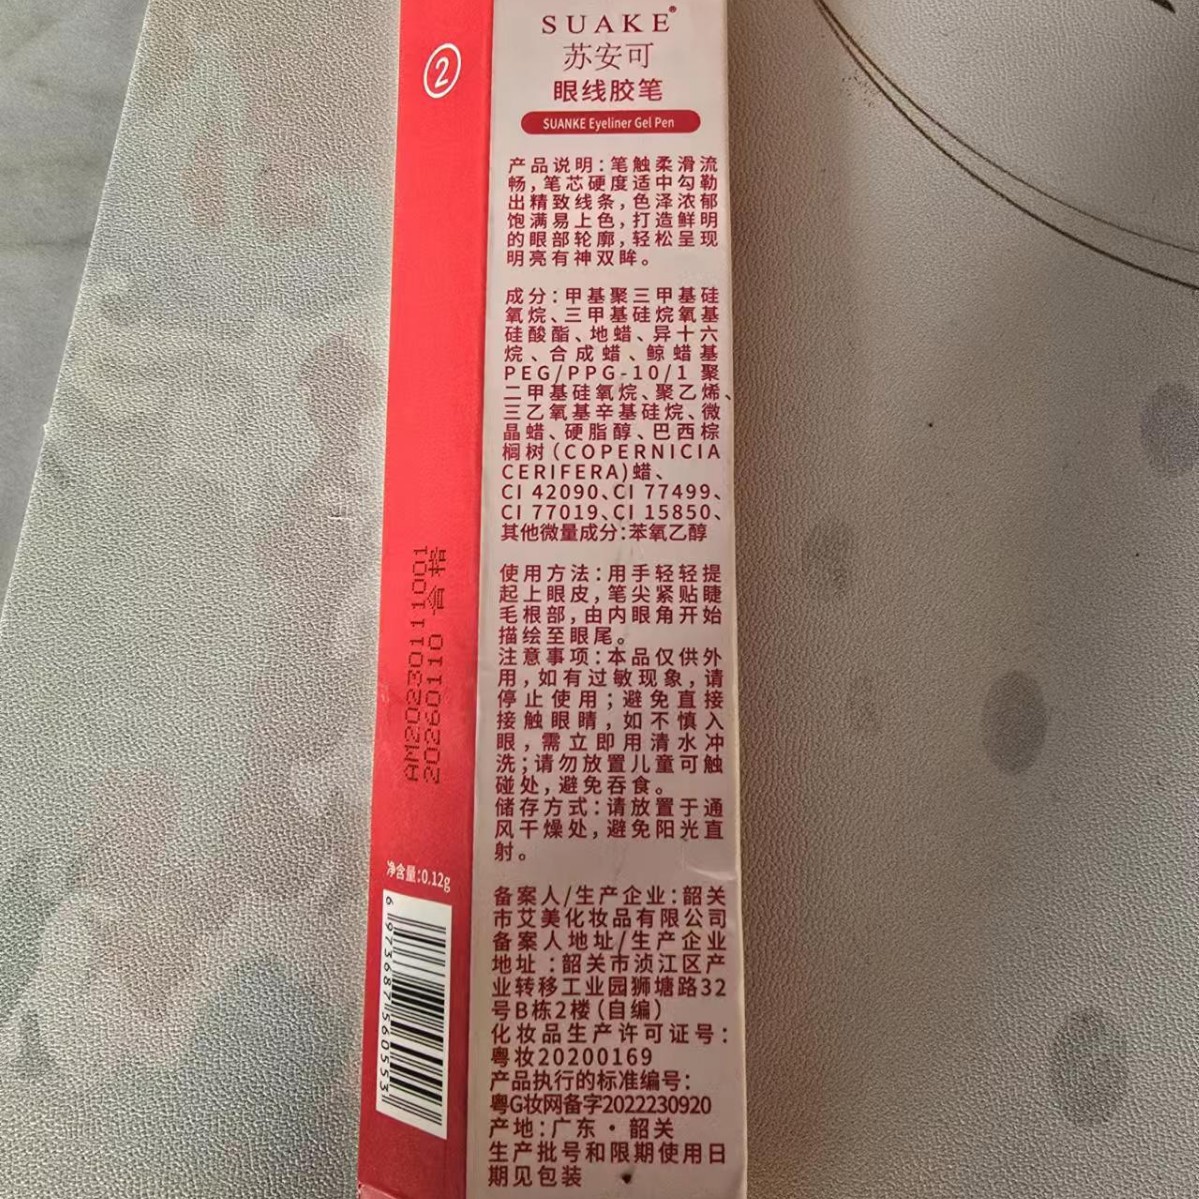 ②
SUAKE®
苏安可
眼线胶笔
SUANKE Eyeliner Gel Pen
产品说明:笔触柔滑流
畅,笔芯硬度适中勾勒
出精致线条,色泽浓郁
饱满易上色,打造鲜明
的眼部轮廓,轻松呈现
明亮有神双眸。
成分:甲基聚三甲基硅
氧烷、三甲基硅烷氧基
硅酸酯、地蜡、异十六
烷、合成蜡、鲸蜡基
PEG/PPG-10/1 聚
二甲基硅氧烷、聚乙烯、
三乙氧基辛基硅烷、微
晶蜡、硬脂醇、巴西棕
榈树(COPERNICIA
CERIFERA)蜡、
CI 42090、CI 77499、
CI 77019、CI 15850、
其他微量成分:苯氧乙醇
使用方法:用手轻轻提
起上眼皮,笔尖紧贴睫
毛根部,由内眼角开始
描绘至眼尾。
注意事项:本品仅供外
用,如有过敏现象,请
停止使用;避免直接
接触眼睛,如不慎入
眼,需立即用清水冲
洗;请勿放置儿童可触
碰处,避免吞食。
储存方式:请放置于通
风干燥处,避免阳光直
射。
备案人/生产企业:韶关
市艾美化妆品有限公司
备案人地址/生产企业
地址:韶关市浈江区产
业转移工业园狮塘路32
号B栋2楼(自编)
化妆品生产许可证号:
粤妆20200169
产品执行的标准编号:
粤G妆网备字2022230920
产地:广东·韶关
生产批号和限期使用日
期见包装
AM2023011 1001
20260110 合格
净含量:0.12g
6 973687 560553